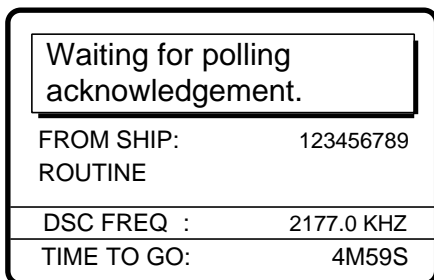 Waiting for polling
acknowledgement.
FROM SHIP: 123456789
ROUTINE
DSC FREQ : 2177.0 KHZ
TIME TO GO: 4M59S